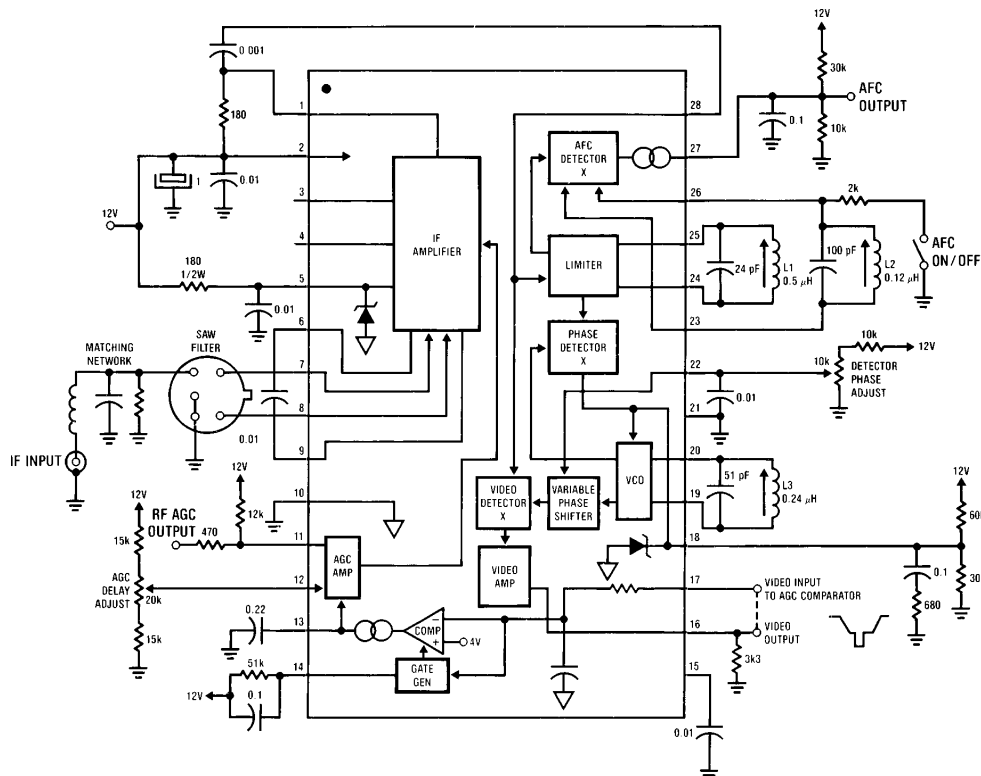 12V
0 001
30k
AFC
OUTPUT
0.1
10k
1
180
28
2
AFC
DETECTOR
X
27
1
0.01
3
26
2k
12V
4
IF
AMPLIFIER
LIMITER
25
24
24 pF
L1
0.5 μH
100 pF
L2
0.12 μH
AFC
ON/OFF
180
1/2W
5
0.01
6
23
MATCHING
NETWORK
SAW
FILTER
PHASE
DETECTOR
X
10k
12V
7
22
10k
DETECTOR
PHASE
ADJUST
8
0.01
21
0.01
9
IF INPUT
20
51 pF
L3
0.24 μH
VCO
19
12V
10
VIDEO
DETECTOR
X
VARIABLE
PHASE
SHIFTER
12V
12k
RF AGC
OUTPUT
470
11
18
12V
15k
AGC
AMP
VIDEO
AMP
0.1
680
AGC
DELAY
ADJUST
20k
12
17
VIDEO INPUT
TO AGC COMPARATOR
15k
0.22
13
COMP
−
+
4V
16
VIDEO
OUTPUT
3k3
51k
14
GATE
GEN
15
12V
0.1
0.01